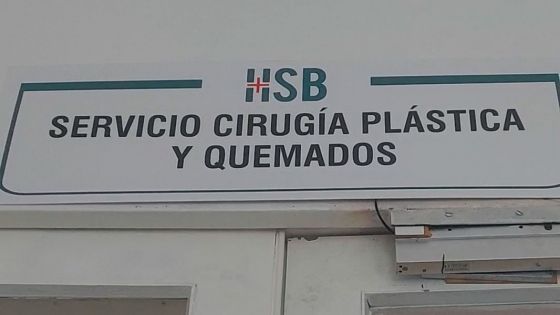 HSB
SERVICIO CIRUGÍA PLÁSTICA
Y QUEMADOS